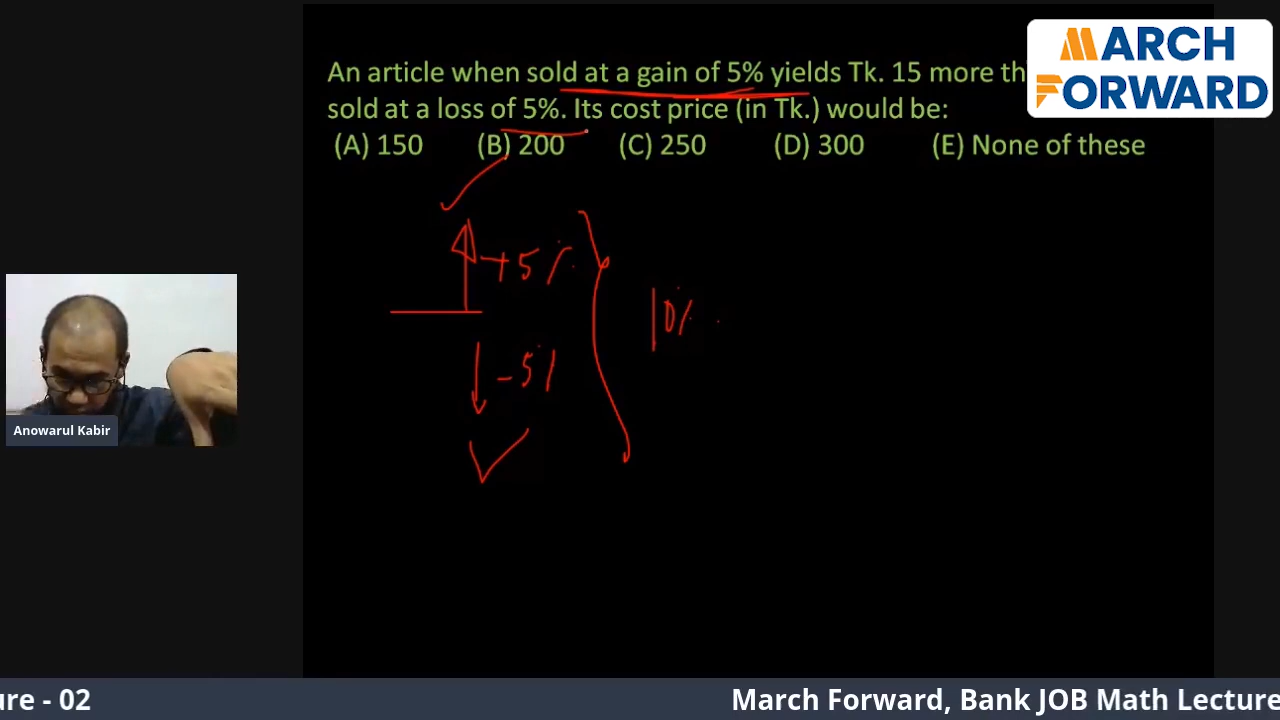 MARCH
FORWARD
An article when sold at a gain of 5% yields Tk. 15 more
sold at a loss of 5%. Its cost price (in Tk.) would be:
(A) 150 (B) 200 (C) 250 (D) 300 (E) None of these
+5%
10%
-5%
Anowarul Kabir
- 02
March Forward, Bank JOB Math Lecture